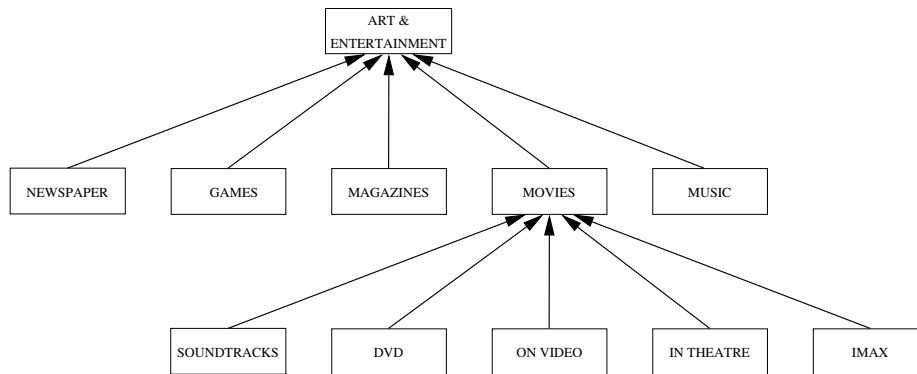 ART &
ENTERTAINMENT
NEWSPAPER
GAMES
MAGAZINES
MOVIES
MUSIC
SOUNDTRACKS
DVD
ON VIDEO
IN THEATRE
IMAX